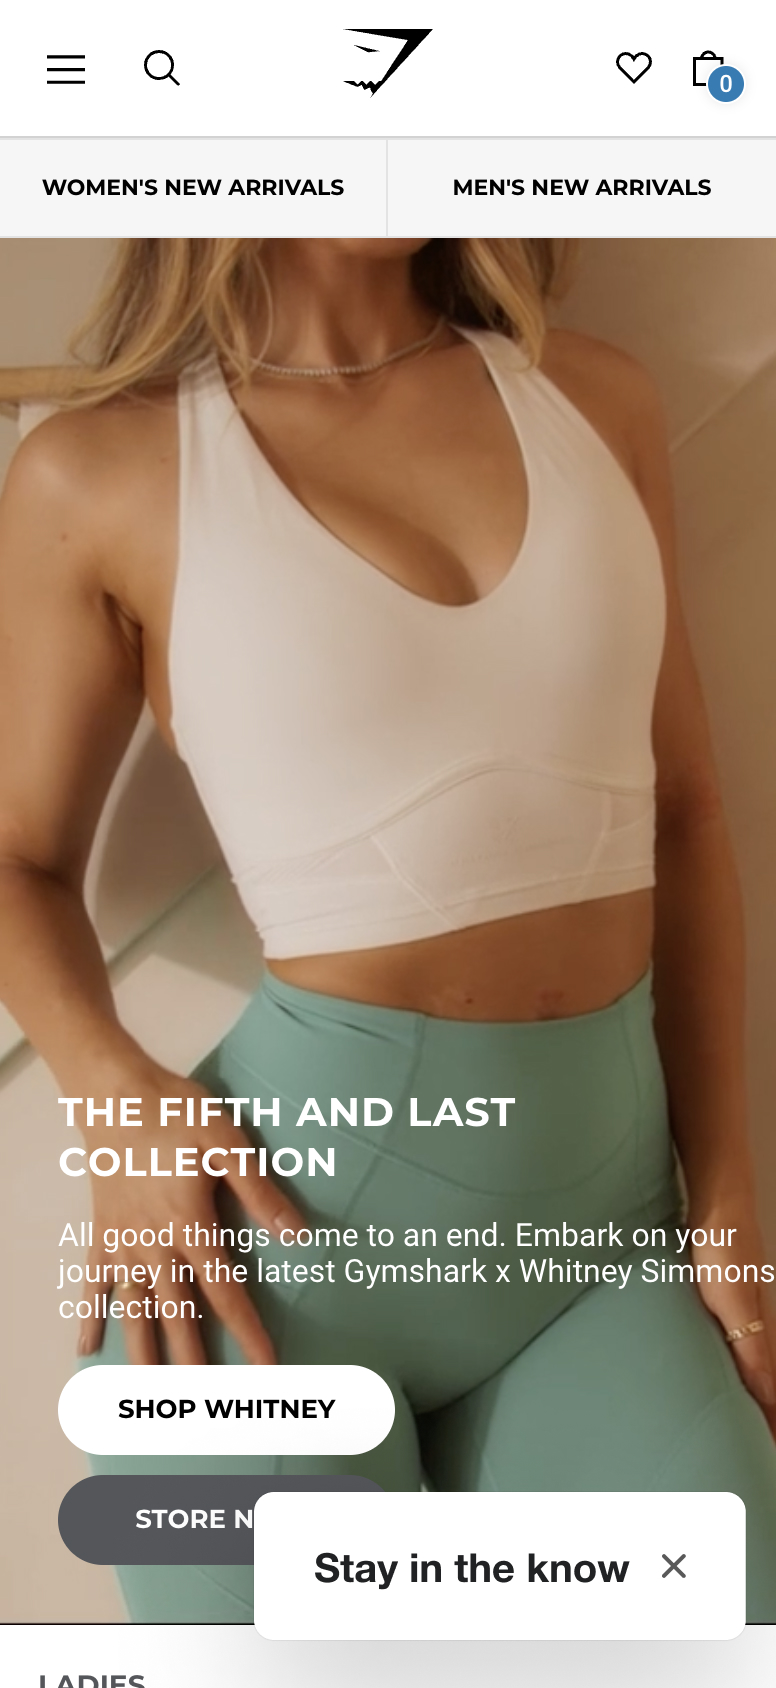 0
WOMEN'S NEW ARRIVALS
MEN'S NEW ARRIVALS
THE FIFTH AND LAST
COLLECTION
All good things come to an end. Embark on your
journey in the latest Gymshark x Whitney Simmons
collection.
SHOP WHITNEY
STORE
Stay in the know
LADIES